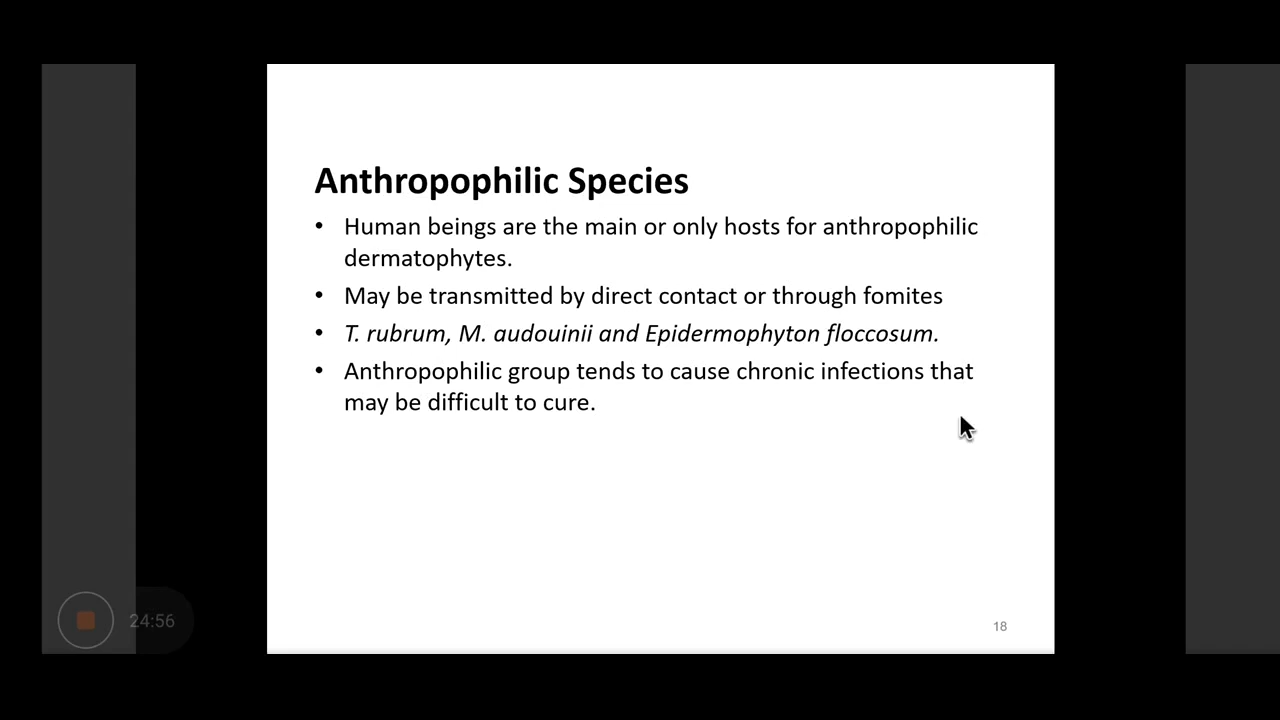 Anthropophilic Species
• Human beings are the main or only hosts for anthropophilic
dermatophytes.
• May be transmitted by direct contact or through fomites
• T. rubrum, M. audouinii and Epidermophyton floccosum.
• Anthropophilic group tends to cause chronic infections that
may be difficult to cure.
24:56
18